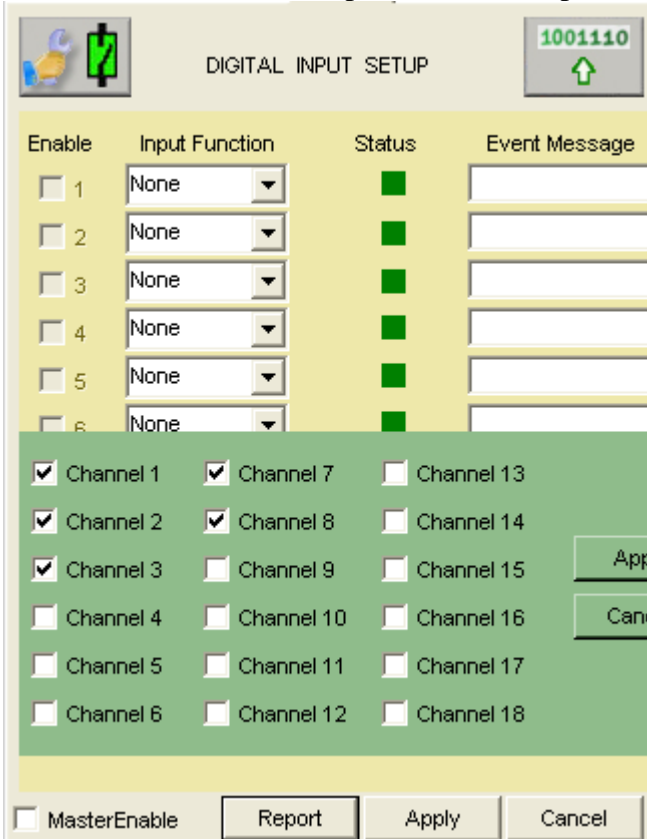 1001110
DIGITAL INPUT SETUP
Enable Input Function Status Event Message
1 None
2 None
3 None
4 None
5 None
6 None
Channel 1 Channel 7 Channel 13
Channel 2 Channel 8 Channel 14
Channel 3 Channel 9 Channel 15
App
Channel 4 Channel 10 Channel 16
Can
Channel 5 Channel 11 Channel 17
Channel 6 Channel 12 Channel 18
MasterEnable Report Apply Cancel